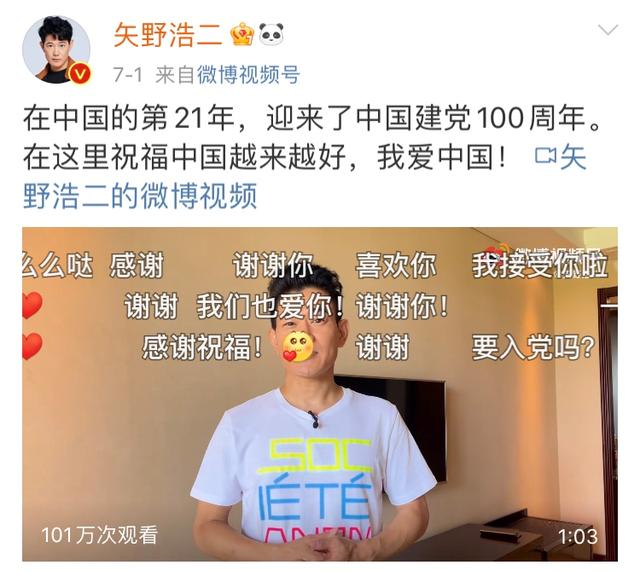 矢野浩二
7-1 来自微博视频号
在中国的第21年，迎来了中国建党100周年。
在这里祝福中国越来越好，我爱中国！ 矢
野浩二的微博视频
微博视频号
么么哒 感谢 谢谢你 喜欢你 我接受你啦
谢谢 我们也爱你！ 谢谢你！
感谢祝福！ 谢谢 要入党吗？
SOC
IÉTÉ
ANON
101万次观看 1:03